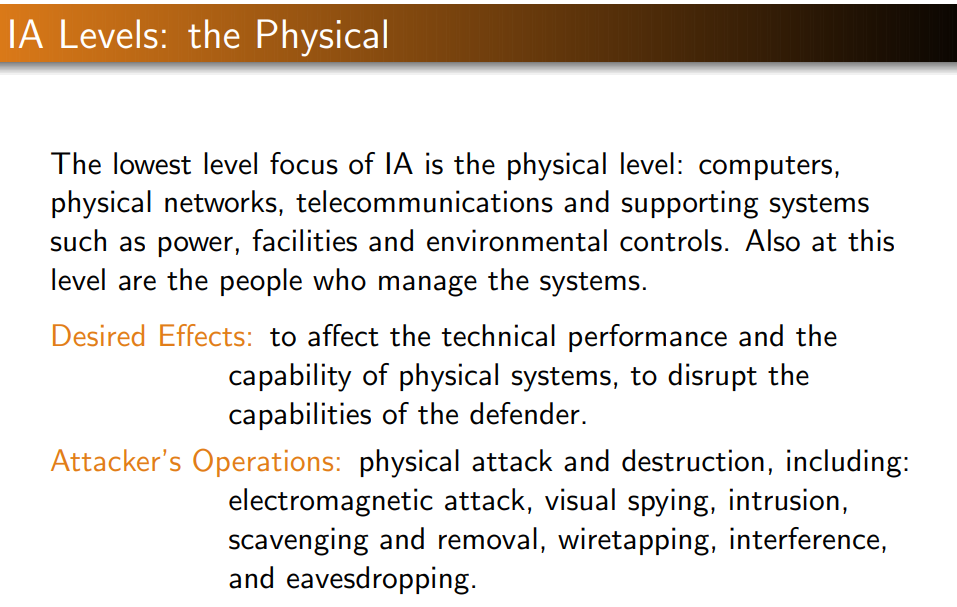 IA Levels: the Physical
The lowest level focus of IA is the physical level: computers,
physical networks, telecommunications and supporting systems
such as power, facilities and environmental controls. Also at this
level are the people who manage the systems.
Desired Effects: to affect the technical performance and the
capability of physical systems, to disrupt the
capabilities of the defender.
Attacker's Operations: physical attack and destruction, including:
electromagnetic attack, visual spying, intrusion,
scavenging and removal, wiretapping, interference,
and eavesdropping.